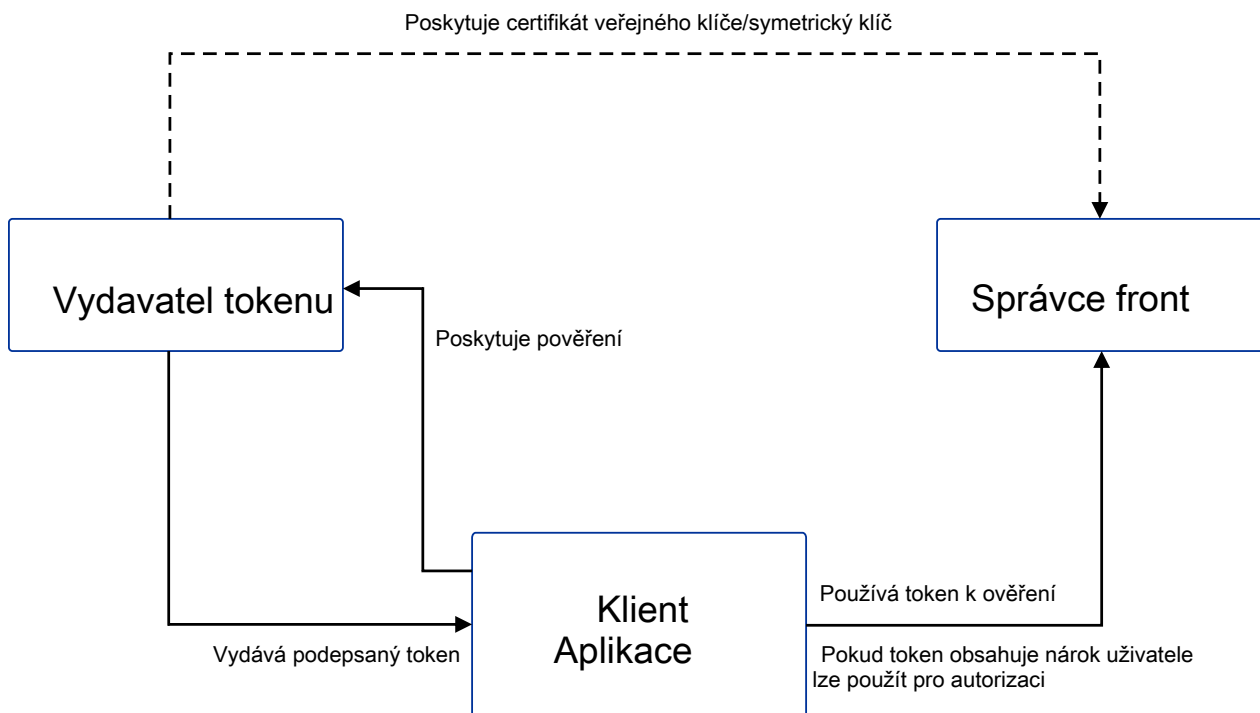 Poskytuje certifikát veřejného klíče/symetrický klíč
Vydavatel tokenu
Správce front
Poskytuje pověření
Klient
Aplikace
Používá token k ověření
Vydává podepsaný token
Pokud token obsahuje nárok uživatele
lze použít pro autorizaci